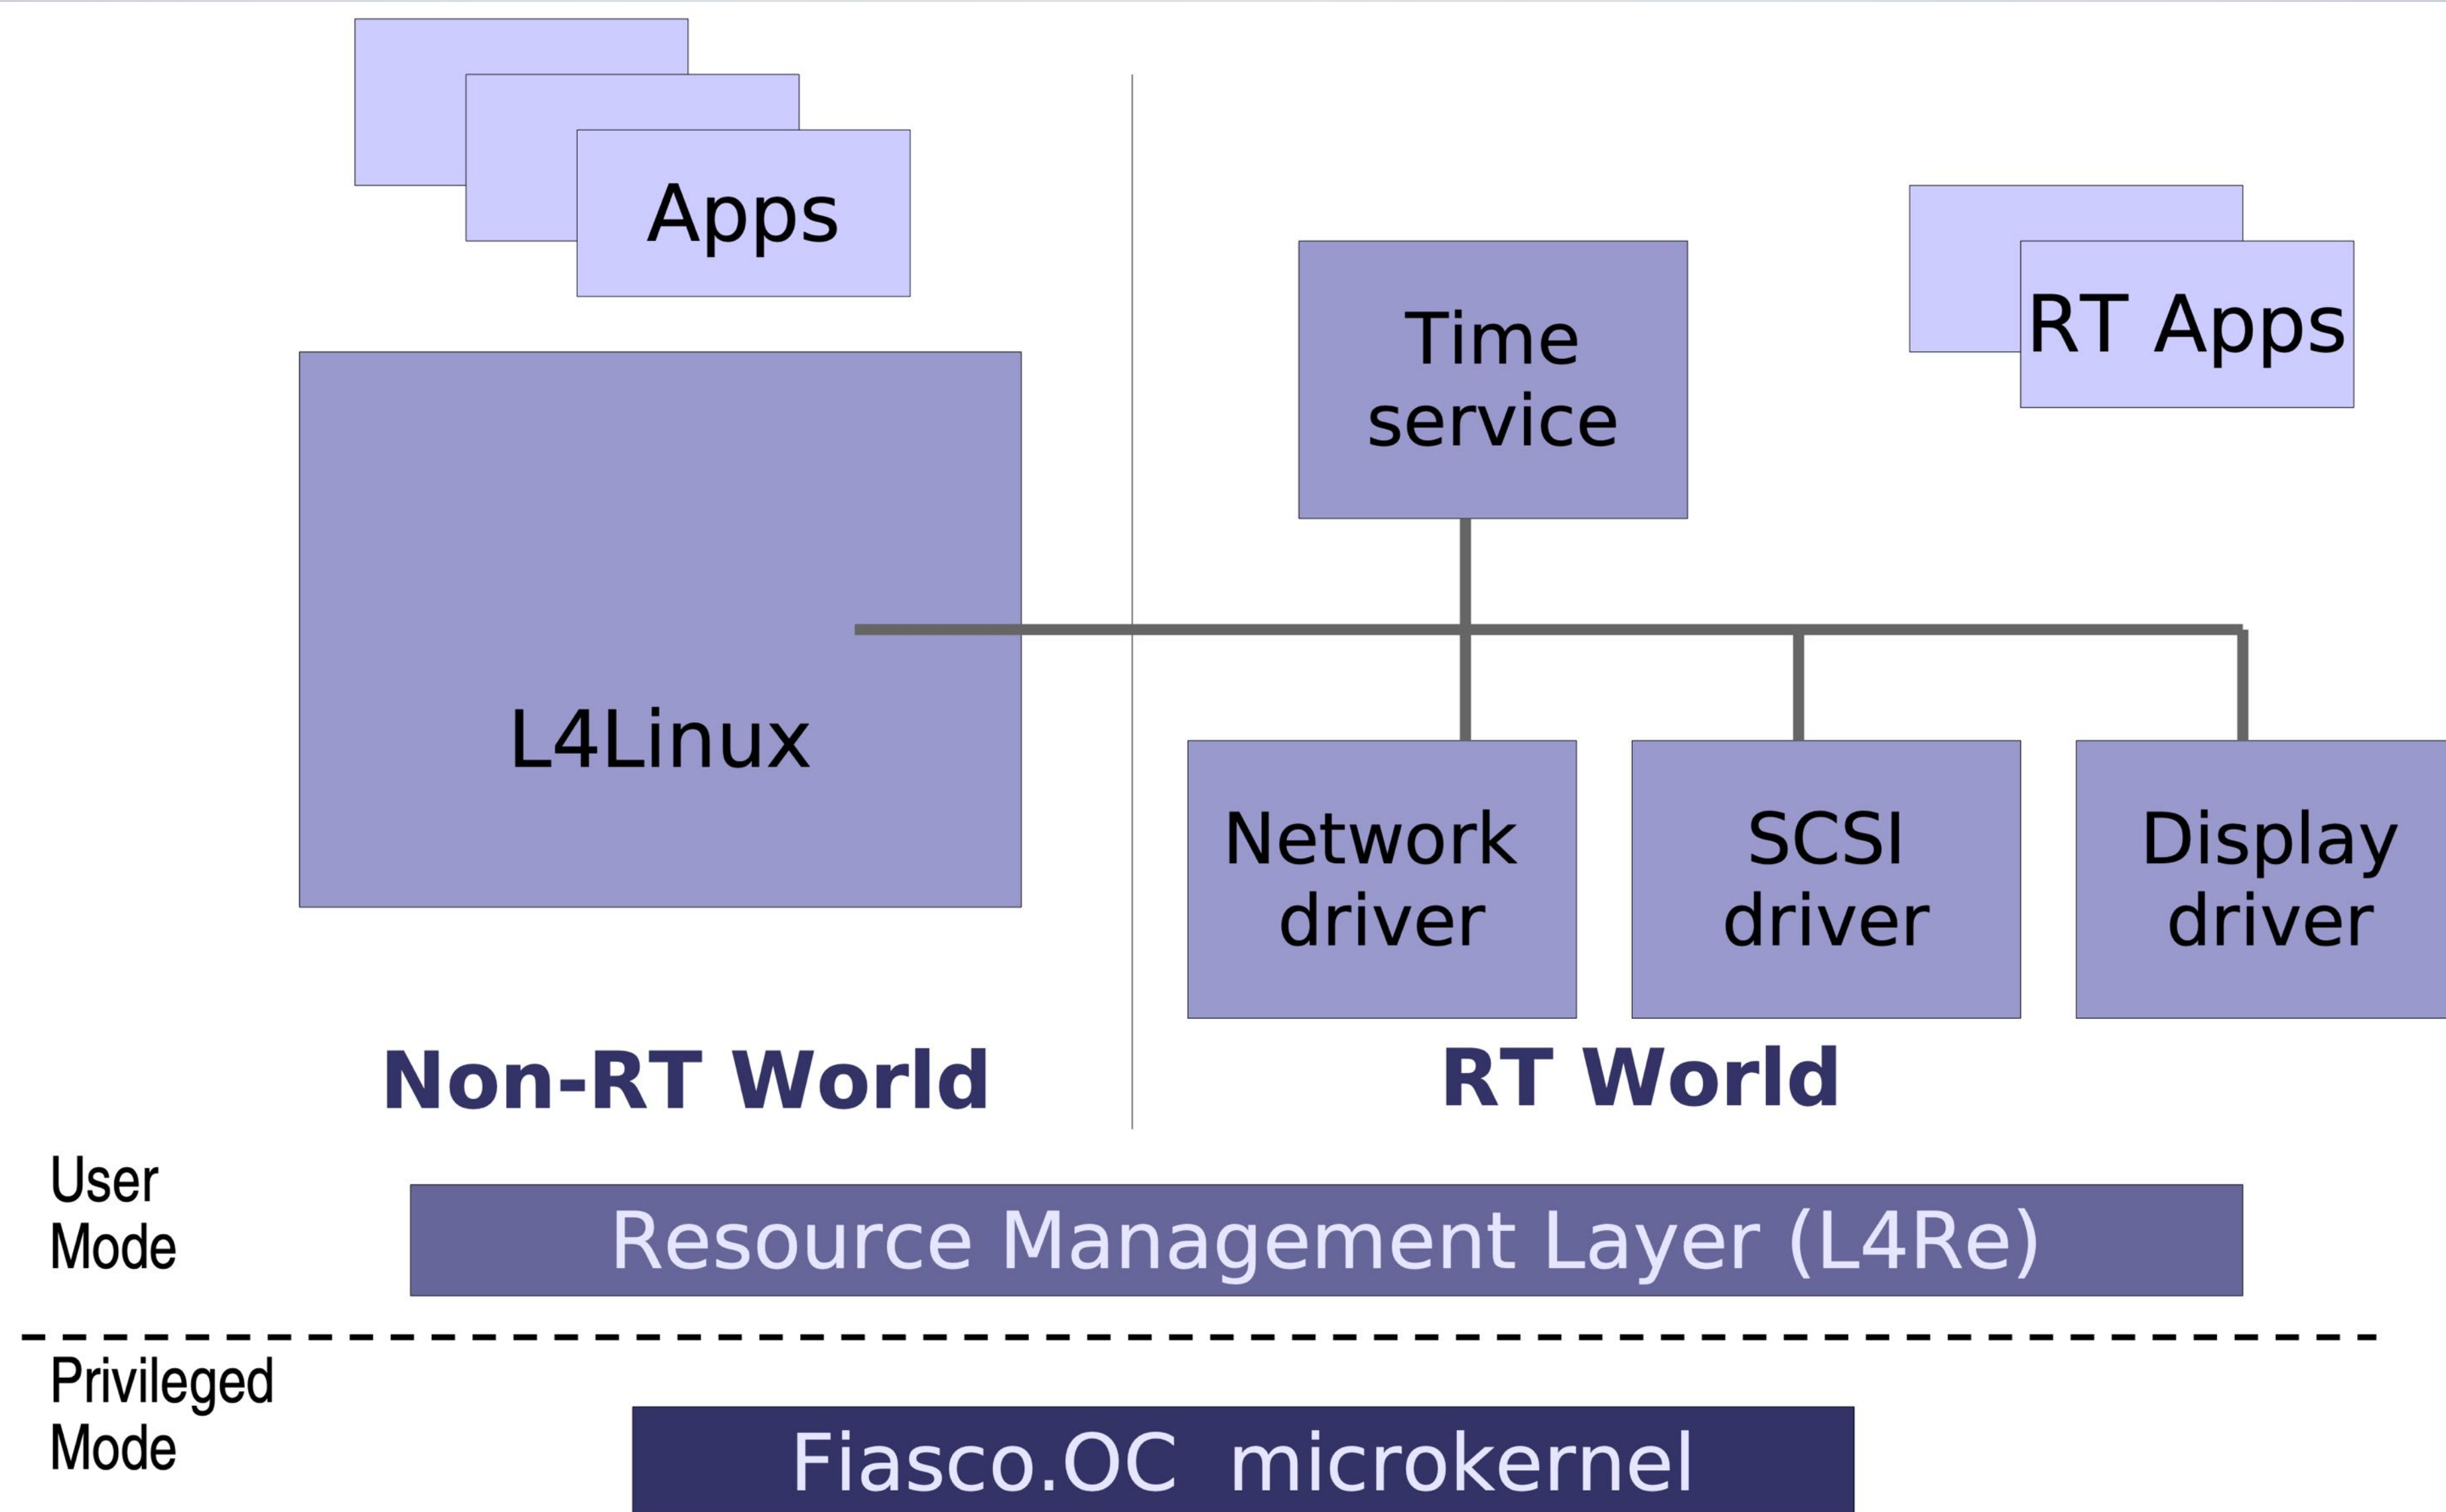 Apps
RT Apps
Time
service
L4Linux
Network
driver
SCSI
driver
Display
driver
Non-RT World
RT World
User
Mode
Resource Management Layer (L4Re)
Privileged
Mode
Fiasco.OC microkernel